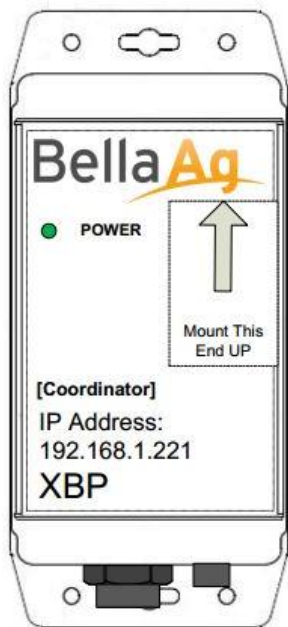 BellaAg
POWER
Mount This
End UP
[Coordinator]
IP Address:
192.168.1.221
XBP